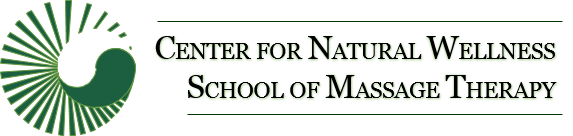 CENTER FOR NATURAL WELLNESS
SCHOOL OF MASSAGE THERAPY